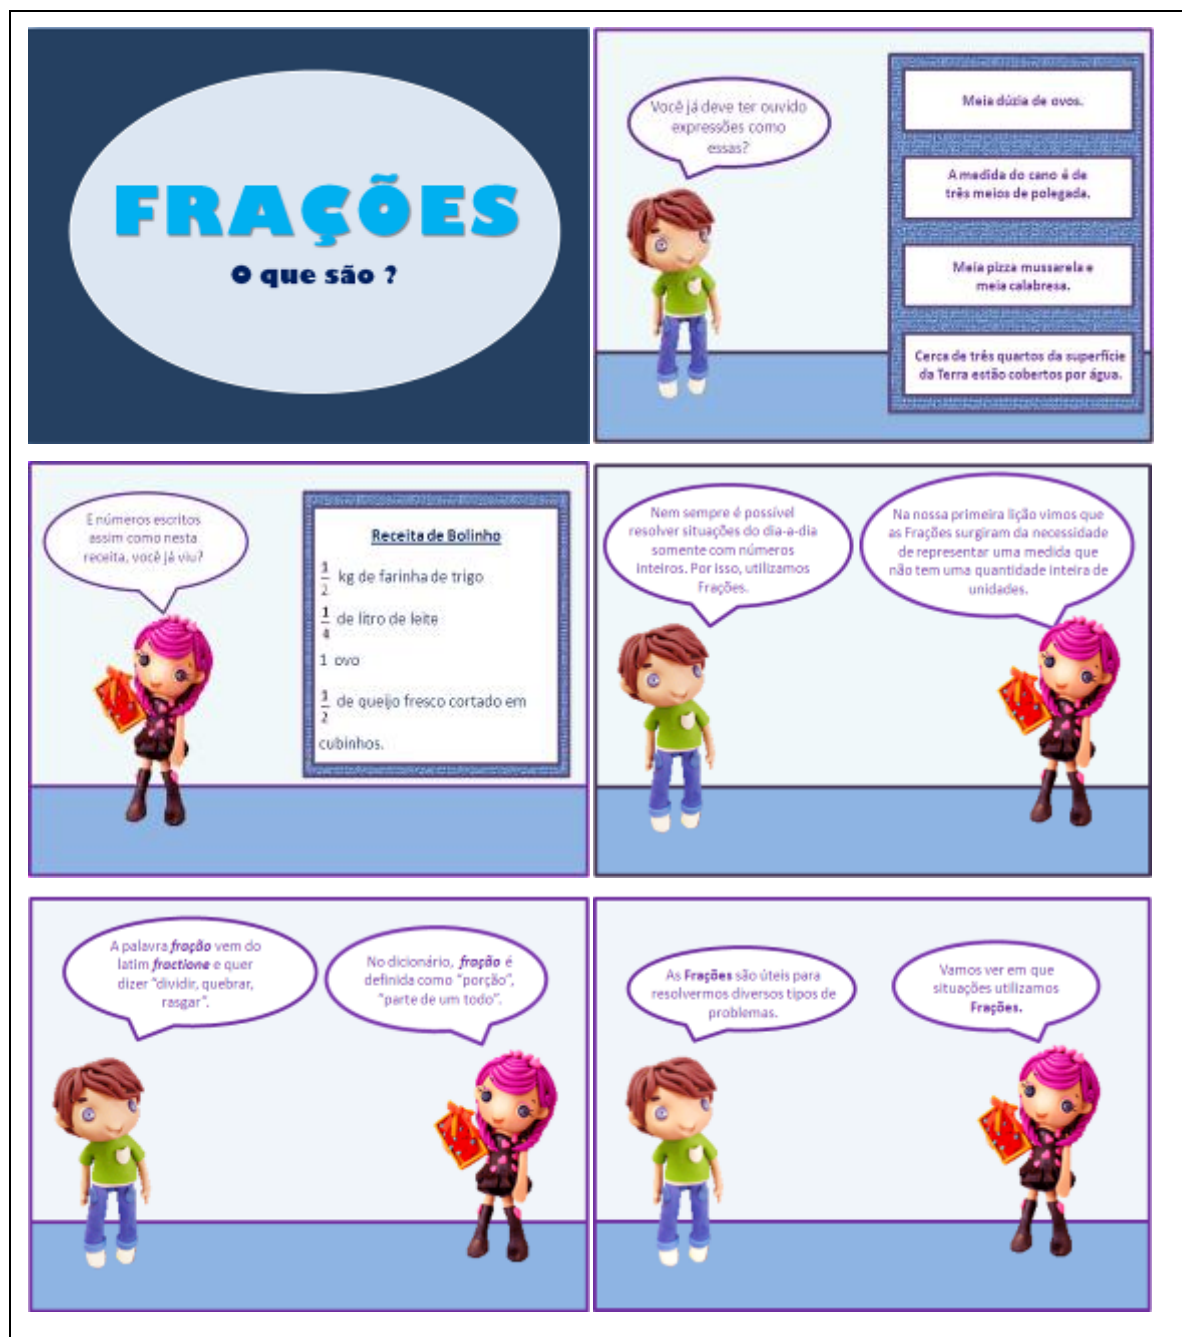 FRAÇÕES
O que são ?
Você já deve ter ouvido
expressões como
essas?
Meia dúzia de ovos.
A medida do cano é de
três meios de polegada.
Meia pizza mussarela e
meia calabresa.
Cerca de três quartos da superfície
da Terra estão cobertos por água.
E números escritos
assim como nesta
receita, você já viu?
Receita de Bolinho
1/2 kg de farinha de trigo
1/4 de litro de leite
1 ovo
1/2 de queijo fresco cortado em
cubinhos.
Nem sempre é possível
resolver situações do dia-a-dia
somente com números
inteiros. Por isso, utilizamos
Frações.
Na nossa primeira lição vimos que
as Frações surgiram da necessidade
de representar uma medida que
não tem uma quantidade inteira de
unidades.
A palavra fração vem do
latim fractione e quer
dizer “dividir, quebrar,
rasgar”.
No dicionário, fração é
definida como “porção”,
“parte de um todo”.
As Frações são úteis para
resolvermos diversos tipos de
problemas.
Vamos ver em que
situações utilizamos
Frações.